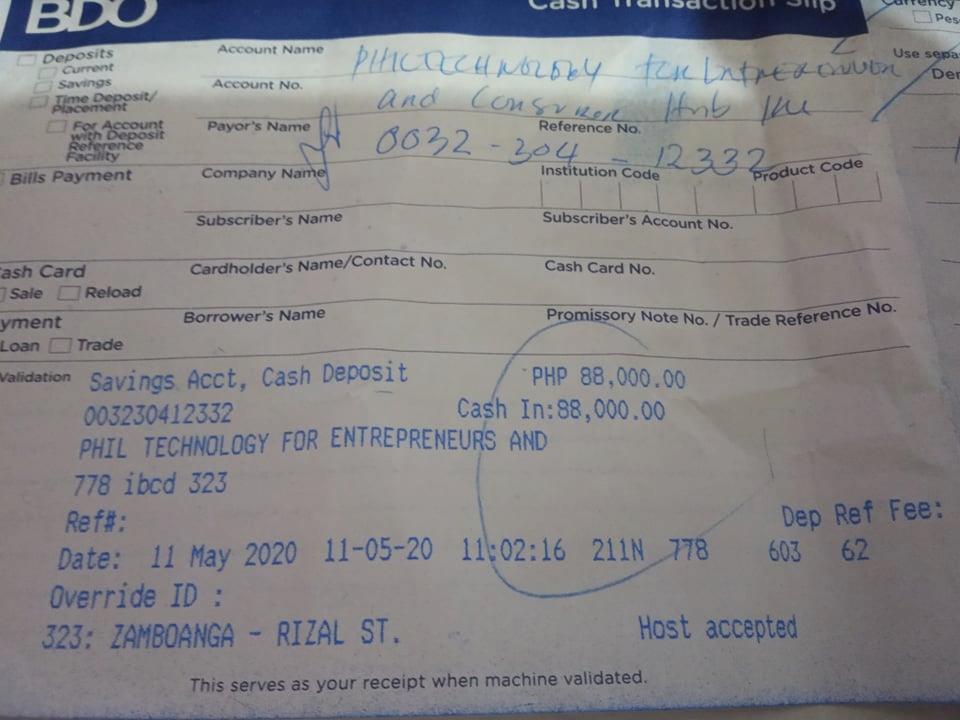 BDO Cash Transaction Slip
Currency
Pes
Deposits
Current
Savings
Time Deposit/
Placement
For Account
with Deposit
Reference
Facility
Account Name PHILTECHNOLOGY for Entrepreneur
Use sepa
Account No. and Consumer Hub Inc
Den
Payor's Name Reference No.
0032 - 304 - 12332
Bills Payment Company Name Institution Code Product Code
Subscriber's Name Subscriber's Account No.
ash Card Cardholder's Name/Contact No. Cash Card No.
Sale Reload
yment Borrower's Name Promissory Note No. / Trade Reference No.
Loan Trade
Validation Savings Acct, Cash Deposit PHP 88,000.00
003230412332 Cash In:88,000.00
PHIL TECHNOLOGY FOR ENTREPRENEURS AND
778 ibcd 323
Ref#: Dep Ref Fee:
Date: 11 May 2020 11-05-20 11:02:16 211N 778 603 62
Override ID :
323: ZAMBOANGA - RIZAL ST. Host accepted
This serves as your receipt when machine validated.